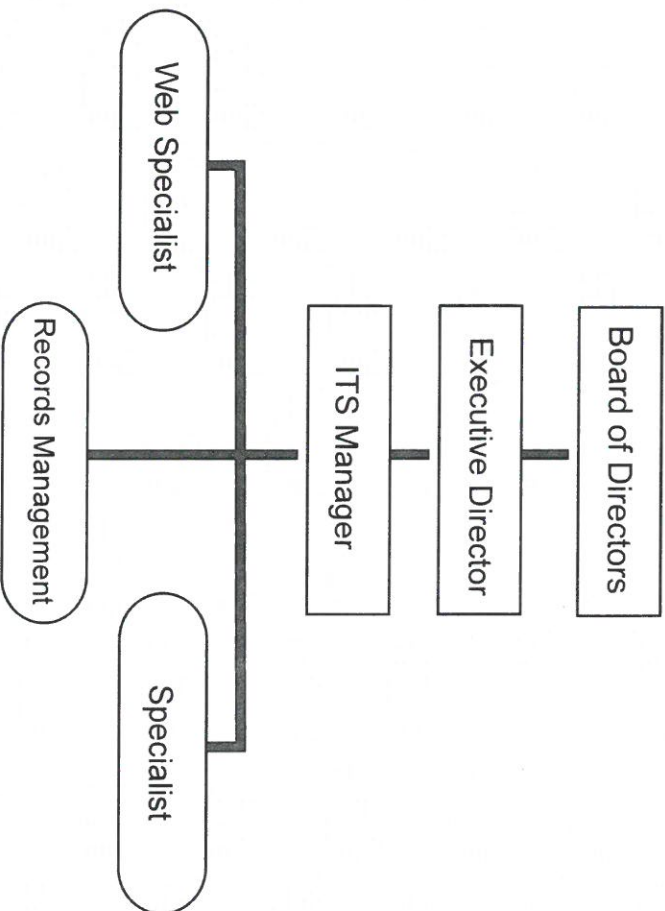 Board of Directors
Executive Director
ITS Manager
Web Specialist
Specialist
Records Management